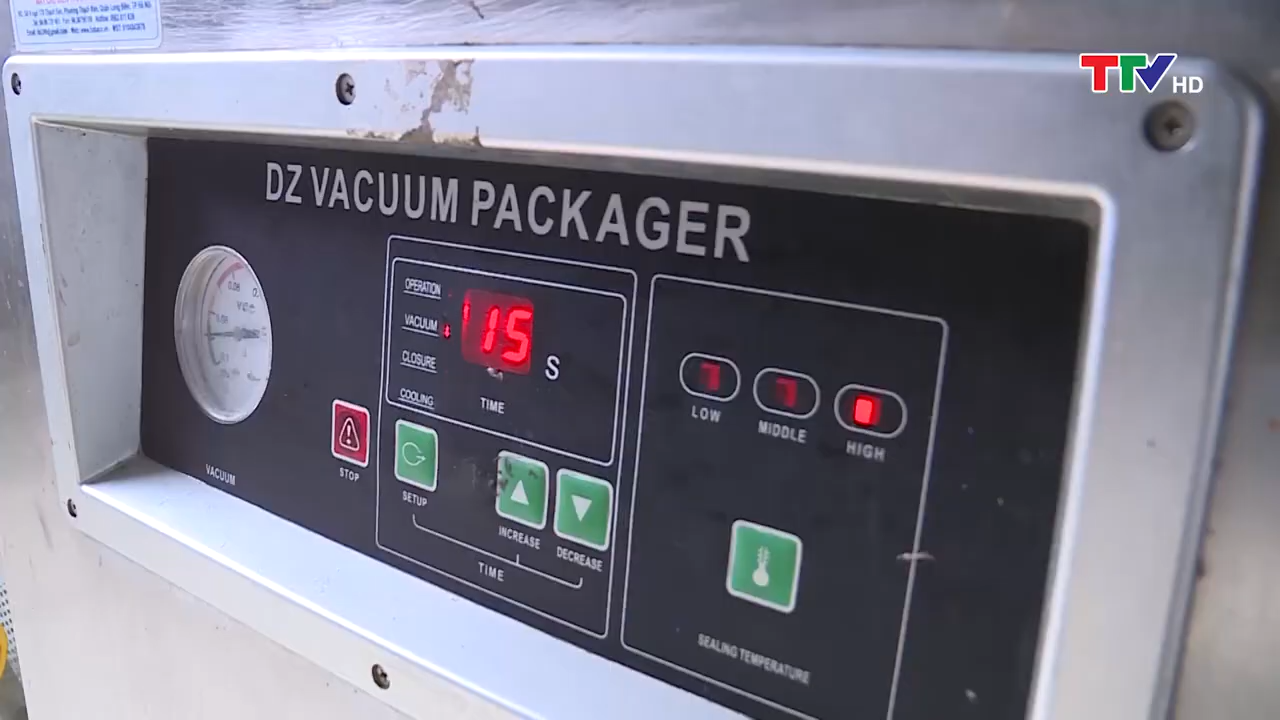 TTV HD
DZ VACUUM PACKAGER
OPERATION
VACUUM
CLOSURE
COOLING
15
S
TIME
LOW
MIDDLE
HIGH
STOP
SETUP
INCREASE
DECREASE
TIME
VACUUM
SEALING TEMPERATURE